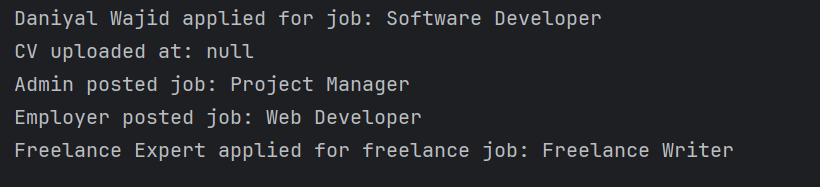 Daniyal Wajid applied for job: Software Developer
CV uploaded at: null
Admin posted job: Project Manager
Employer posted job: Web Developer
Freelance Expert applied for freelance job: Freelance Writer